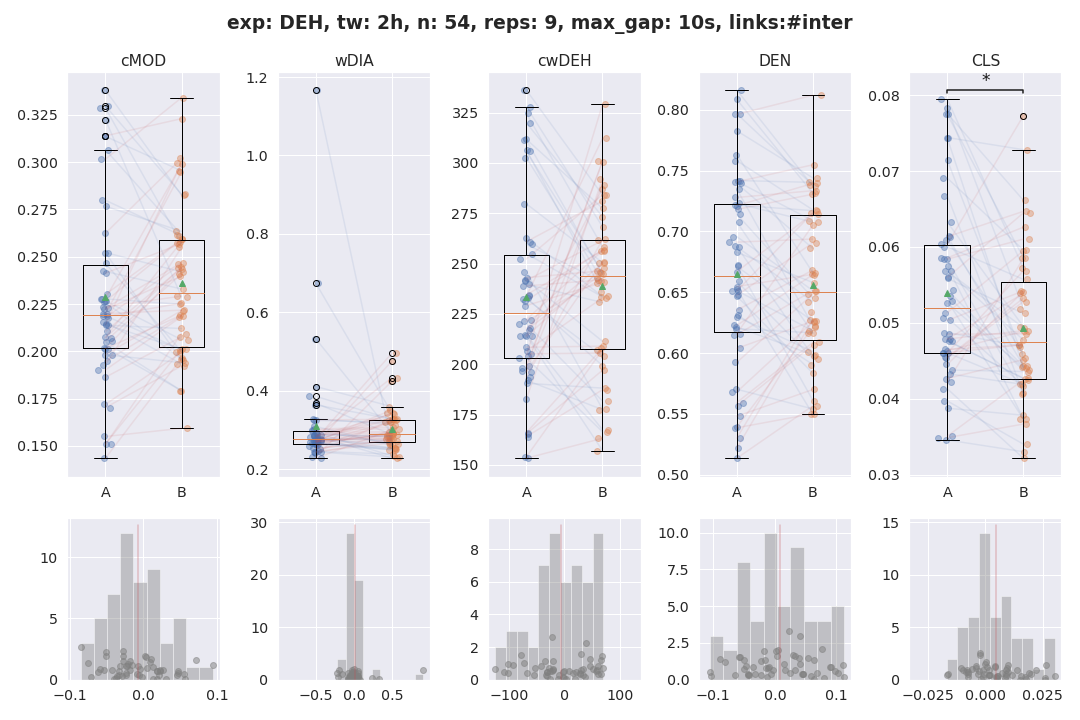 exp: DEH, tw: 2h, n: 54, reps: 9, max_gap: 10s, links:#inter
cMOD wDIA cwDEH DEN CLS
*
0.325 0.300 0.275 0.250 0.225 0.200 0.175 0.150
A B
1.2 1.0 0.8 0.6 0.4 0.2
A B
325 300 275 250 225 200 175 150
A B
0.80 0.75 0.70 0.65 0.60 0.55 0.50
A B
0.08 0.07 0.06 0.05 0.04 0.03
A B
10 5 0
−0.1 0.0 0.1
30 20 10 0
−0.5 0.0 0.5
8 6 4 2 0
−100 0 100
10.0 7.5 5.0 2.5 0.0
−0.1 0.0 0.1
15 10 5 0
−0.025 0.000 0.025